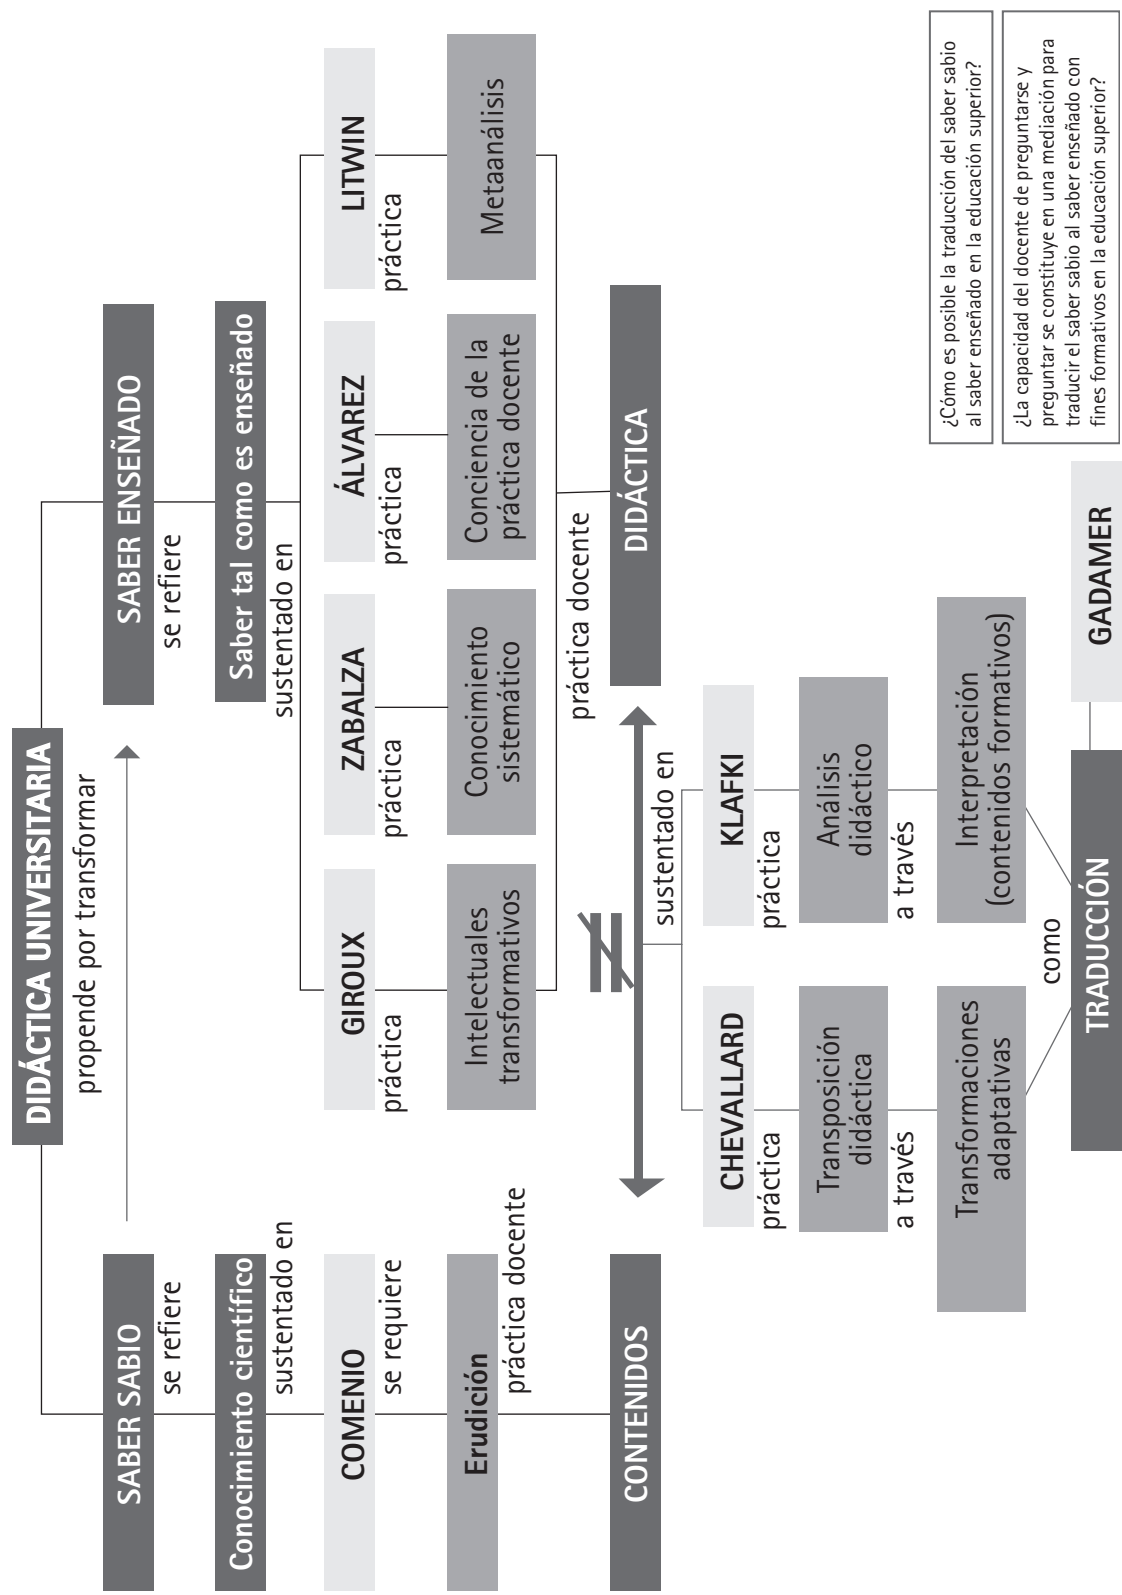 DIDÁCTICA UNIVERSITARIA
propende por transformar
SABER SABIO
se refiere
Conocimiento científico
sustentado en
COMENIO
se requiere
Erudición
práctica docente
CONTENIDOS
SABER ENSEÑADO
se refiere
Saber tal como es enseñado
sustentado en
GIROUX
práctica
Intelectuales
transformativos
ZABALZA
práctica
Conocimiento
sistemático
ÁLVAREZ
práctica
Conciencia de la
práctica docente
LITWIN
práctica
Metaanálisis
práctica docente
DIDÁCTICA
≠
sustentado en
CHEVALLARD
práctica
Transposición
didáctica
a través
Transformaciones
adaptativas
KLAFKI
práctica
Análisis
didáctico
a través
Interpretación
(contenidos formativos)
como
TRADUCCIÓN
GADAMER
¿Cómo es posible la traducción del saber sabio
al saber enseñado en la educación superior?
¿La capacidad del docente de preguntarse y
preguntar se constituye en una mediación para
traducir el saber sabio al saber enseñado con
fines formativos en la educación superior?